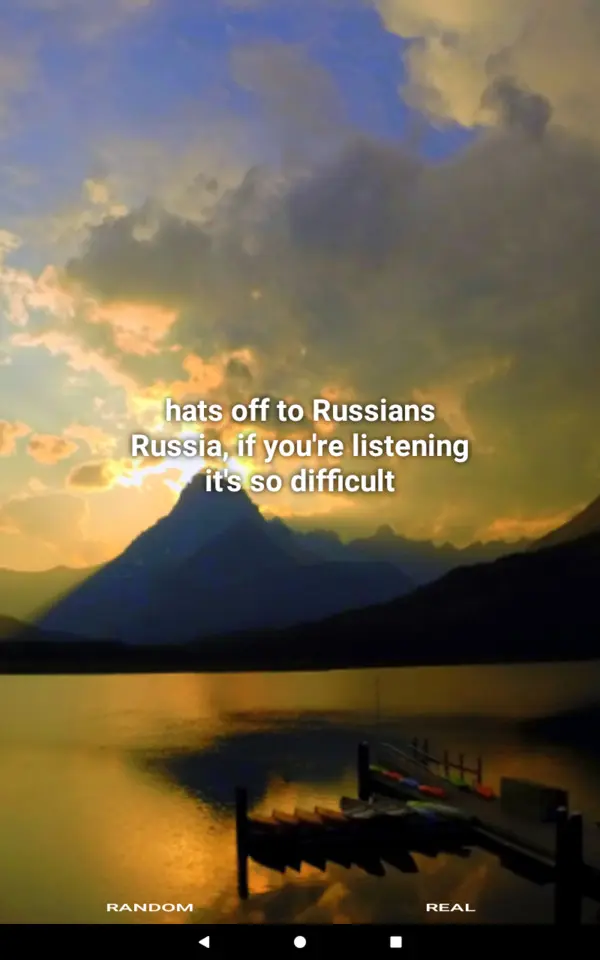 hats off to Russians
Russia, if you're listening
it's so difficult
RANDOM
REAL